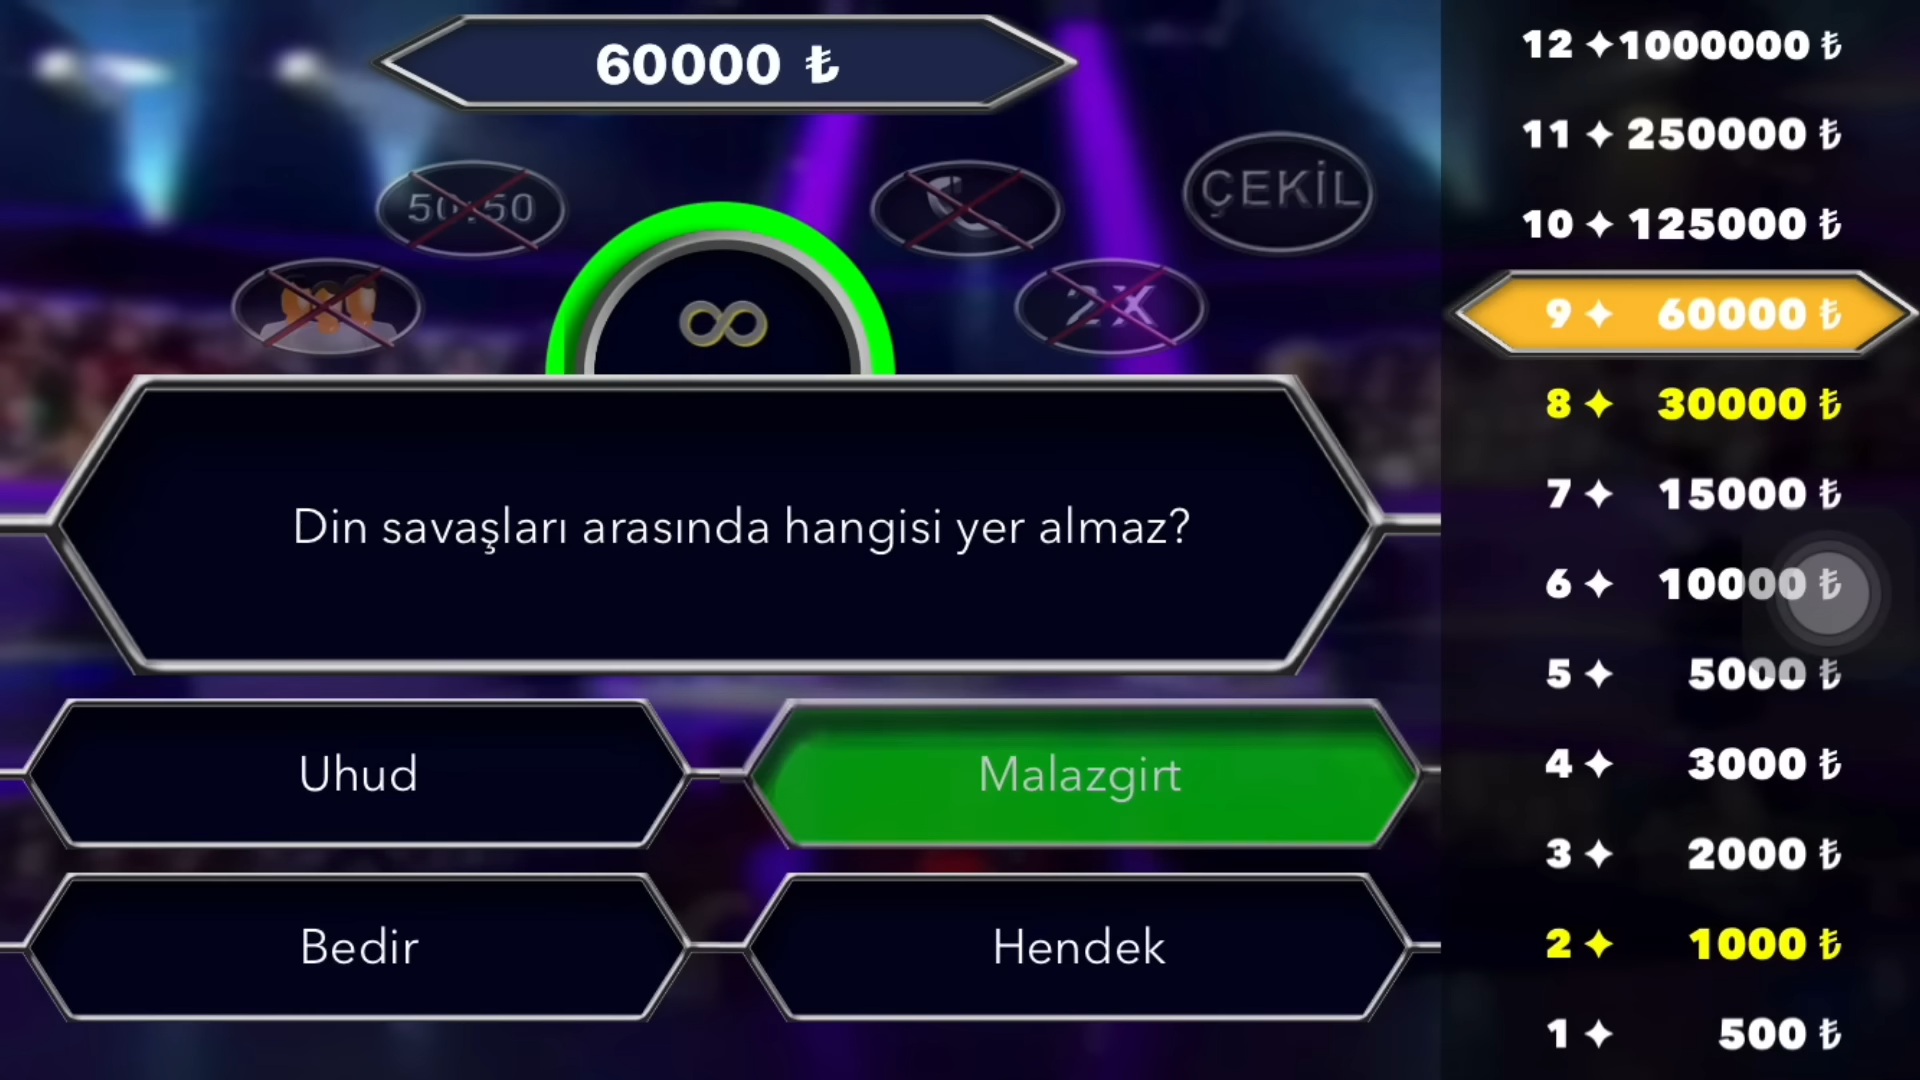 60000 ₺
50:50
ÇEKİL
2X
∞
Din savaşları arasında hangisi yer almaz?
Uhud
Malazgirt
Bedir
Hendek
12 ✦ 1000000 ₺
11 ✦ 250000 ₺
10 ✦ 125000 ₺
9 ✦ 60000 ₺
8 ✦ 30000 ₺
7 ✦ 15000 ₺
6 ✦ 10000 ₺
5 ✦ 5000 ₺
4 ✦ 3000 ₺
3 ✦ 2000 ₺
2 ✦ 1000 ₺
1 ✦ 500 ₺